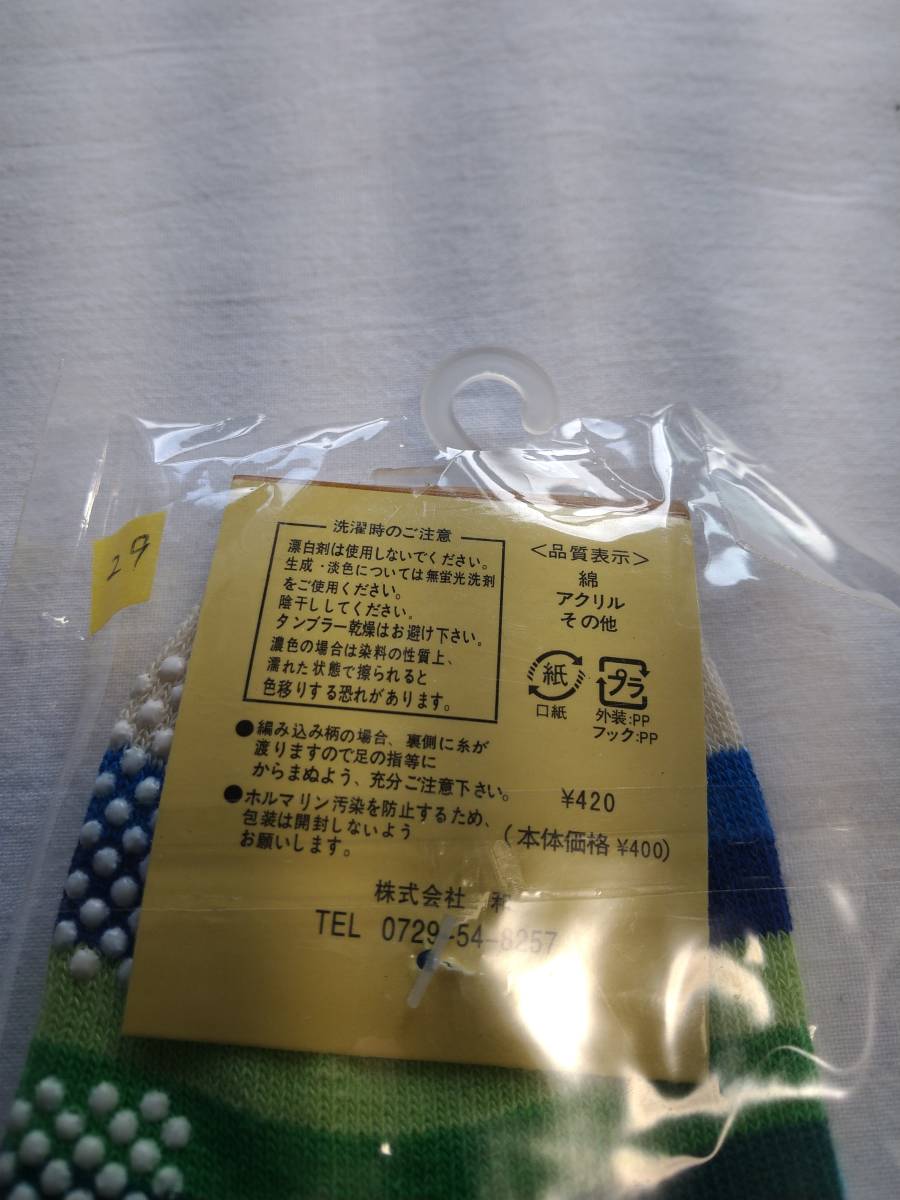 29
洗濯時のご注意
漂白剤は使用しないでください。
生成・淡色については無蛍光洗剤
をご使用ください。
陰干ししてください。
タンブラー乾燥はお避け下さい。
濃色の場合は染料の性質上、
濡れた状態で擦られると
色移りする恐れがあります。
●編み込み柄の場合、裏側に糸が
渡りますので足の指等に
からまぬよう、充分ご注意下さい。
●ホルマリン汚染を防止するため、
包装は開封しないよう
お願いします。
<品質表示>
綿
アクリル
その他
紙
口紙
プラ
外装:PP
フック:PP
¥420
(本体価格 ¥400)
株式会社
TEL 0729-54-8257